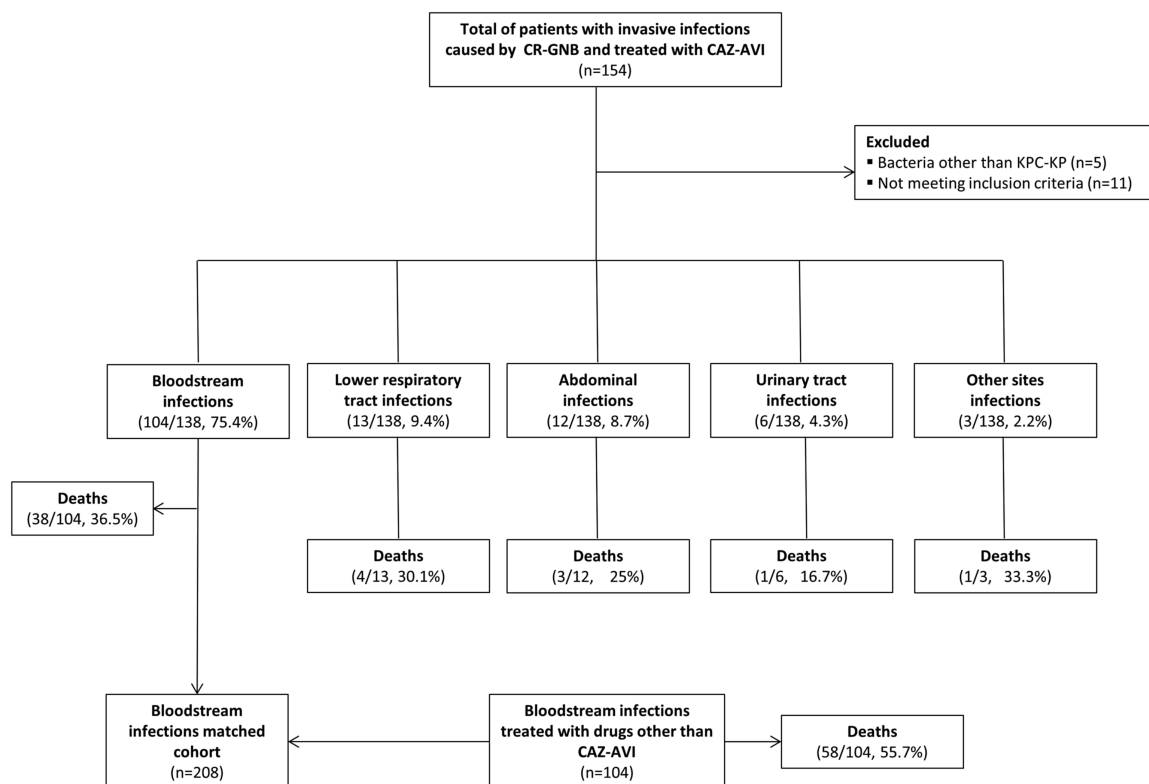 Total of patients with invasive infections
caused by CR-GNB and treated with CAZ-AVI
(n=154)
Excluded
▪ Bacteria other than KPC-KP (n=5)
▪ Not meeting inclusion criteria (n=11)
Bloodstream
infections
(104/138, 75.4%)
Lower respiratory
tract infections
(13/138, 9.4%)
Abdominal
infections
(12/138, 8.7%)
Urinary tract
infections
(6/138, 4.3%)
Other sites
infections
(3/138, 2.2%)
Deaths
(38/104, 36.5%)
Deaths
(4/13, 30.1%)
Deaths
(3/12, 25%)
Deaths
(1/6, 16.7%)
Deaths
(1/3, 33.3%)
Bloodstream
infections matched
cohort
(n=208)
Bloodstream infections
treated with drugs other than
CAZ-AVI
(n=104)
Deaths
(58/104, 55.7%)